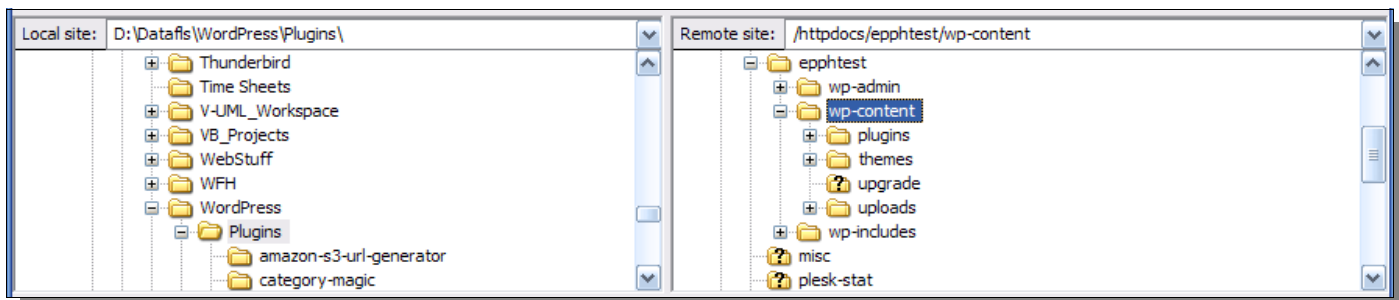 Local site: D:\Datafls\WordPress\Plugins\
Thunderbird
Time Sheets
V-UML_Workspace
VB_Projects
WebStuff
WFH
WordPress
Plugins
amazon-s3-url-generator
category-magic
Remote site: /httpdocs/epphtest/wp-content
epphtest
wp-admin
wp-content
plugins
themes
upgrade
uploads
wp-includes
misc
plesk-stat